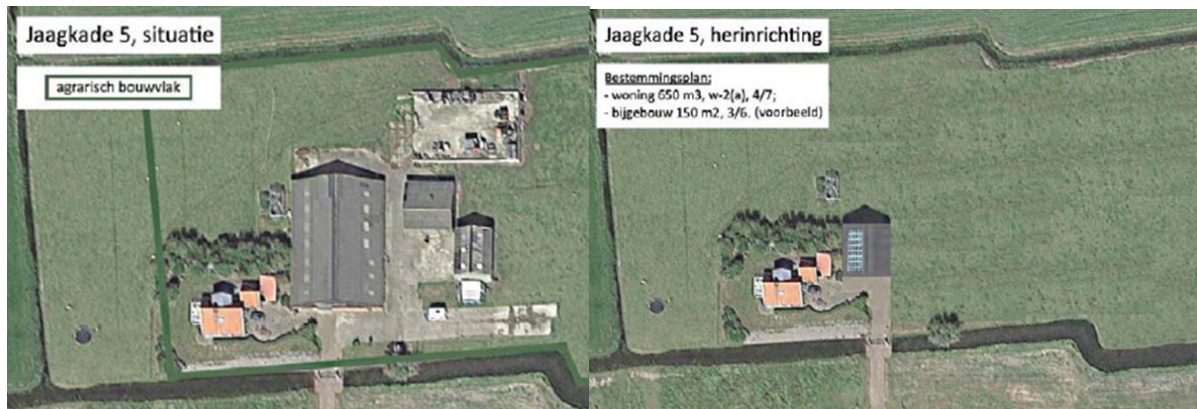 Jaagkade 5, situatie
agrarisch bouwvlak
Jaagkade 5, herinrichting
Bestemmingsplan:
- woning 650 m3, w-2(a), 4/7;
- bijgebouw 150 m2, 3/6. (voorbeeld)